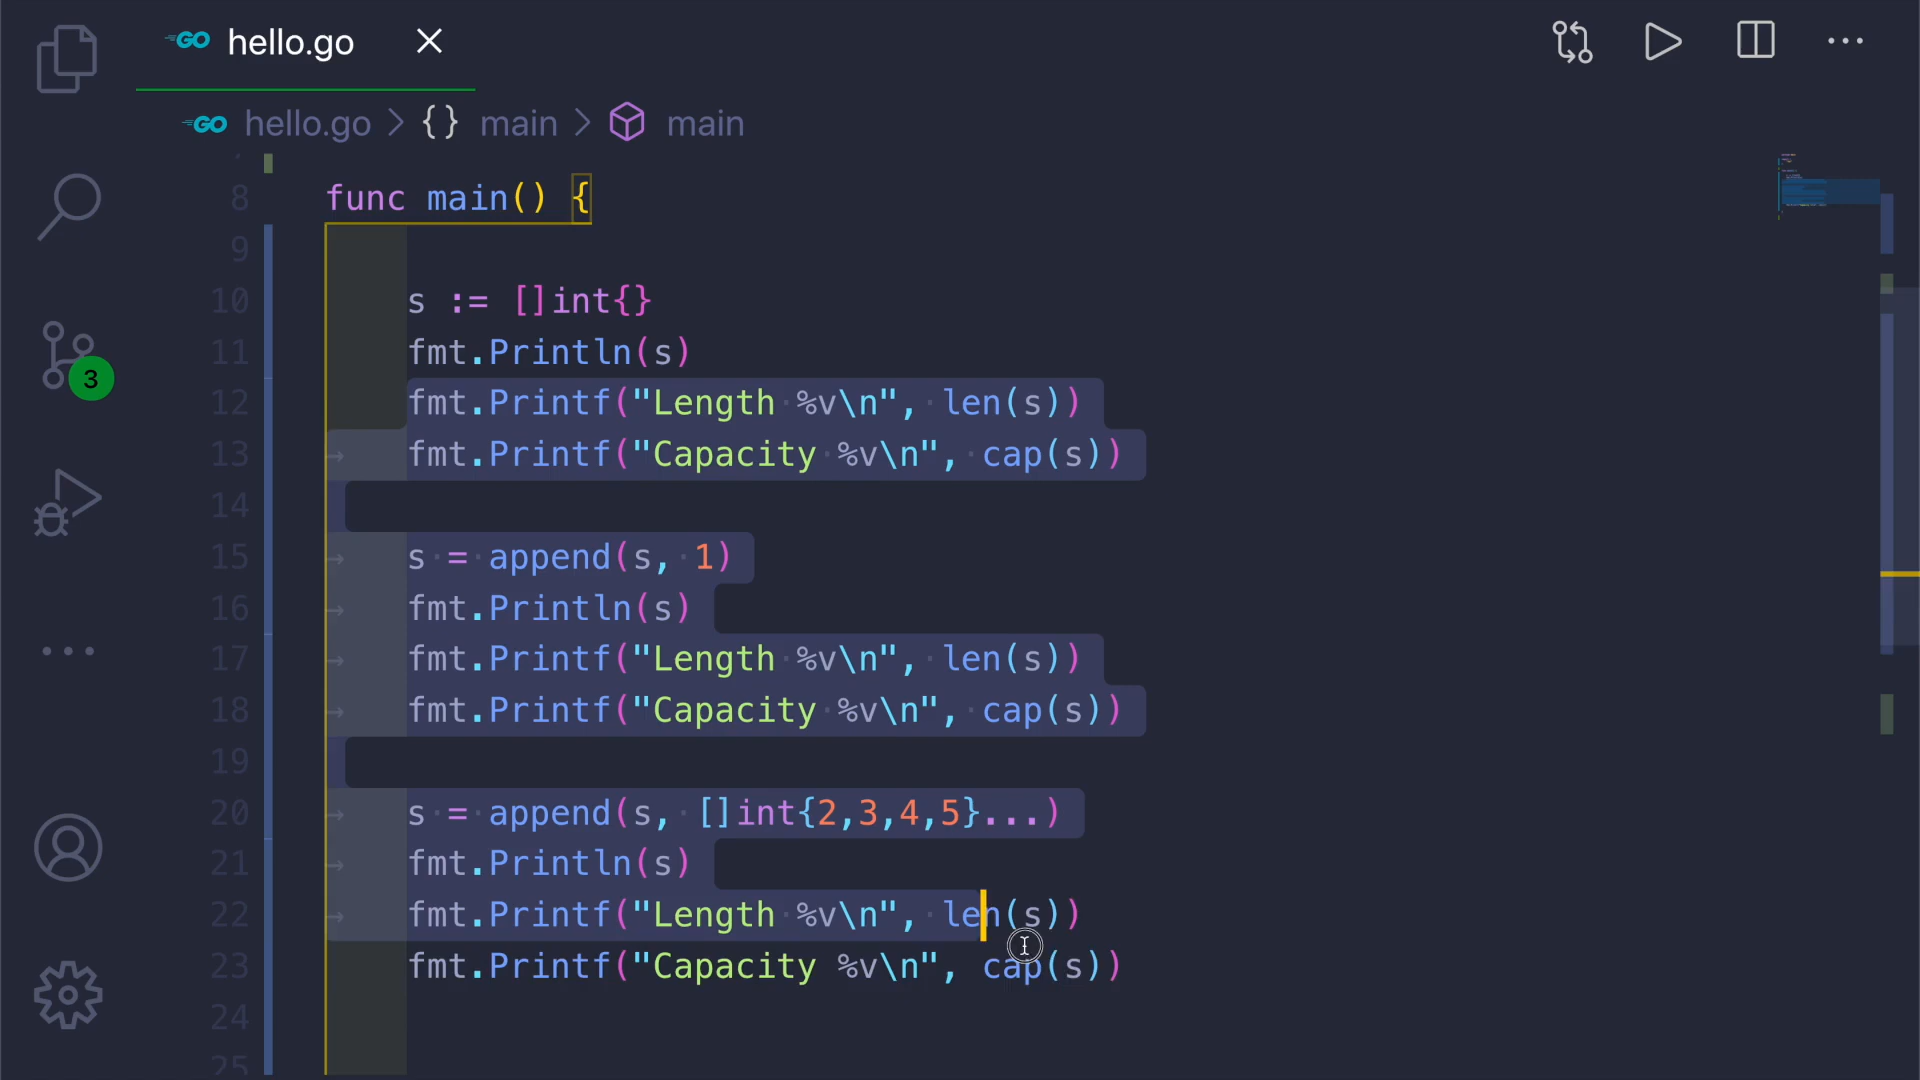 GO hello.go
GO hello.go > {} main > main
8 func main() {
9
10 s := []int{}
11 fmt.Println(s)
12 fmt.Printf("Length %v\n", len(s))
13 fmt.Printf("Capacity %v\n", cap(s))
14
15 s = append(s, 1)
16 fmt.Println(s)
17 fmt.Printf("Length %v\n", len(s))
18 fmt.Printf("Capacity %v\n", cap(s))
19
20 s = append(s, []int{2,3,4,5}...)
21 fmt.Println(s)
22 fmt.Printf("Length %v\n", len(s))
23 fmt.Printf("Capacity %v\n", cap(s))
24
25
3